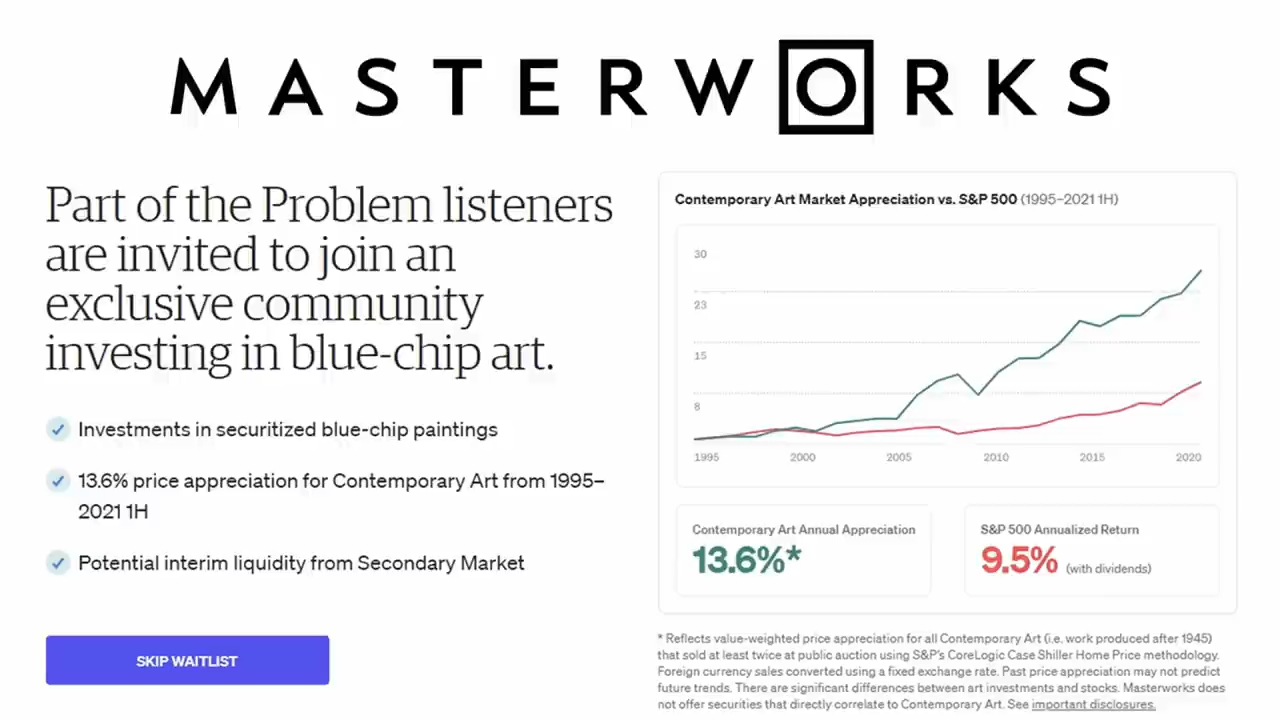 MASTERWORKS
Part of the Problem listeners
are invited to join an
exclusive community
investing in blue-chip art.
Investments in securitized blue-chip paintings
13.6% price appreciation for Contemporary Art from 1995–
2021 1H
Potential interim liquidity from Secondary Market
SKIP WAITLIST
Contemporary Art Market Appreciation vs. S&P 500 (1995–2021 1H)
30
23
15
8
1995 2000 2005 2010 2015 2020
Contemporary Art Annual Appreciation
13.6%*
S&P 500 Annualized Return
9.5% (with dividends)
* Reflects value-weighted price appreciation for all Contemporary Art (i.e. work produced after 1945)
that sold at least twice at public auction using S&P's CoreLogic Case Shiller Home Price methodology.
Foreign currency sales converted using a fixed exchange rate. Past price appreciation may not predict
future trends. There are significant differences between art investments and stocks. Masterworks does
not offer securities that directly correlate to Contemporary Art. See important disclosures.